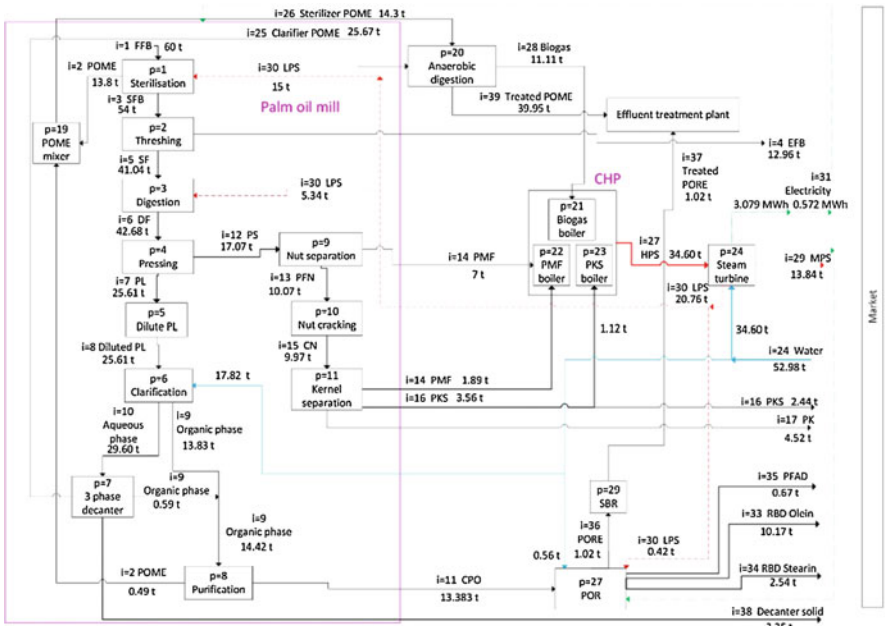 i=26 Sterilizer POME 14.3 t
i=25 Clarifier POME 25.67 t
i=1 FFB 60 t
i=2 POME
13.8 t
p=1
Sterilisation
i=30 LPS
15 t
i=3 SFB
54 t
Palm oil mill
p=19
POME
mixer
p=2
Threshing
i=5 SF
41.04 t
p=3
Digestion
i=30 LPS
5.34 t
i=6 DF
42.68 t
p=4
Pressing
i=12 PS
17.07 t
p=9
Nut separation
i=7 PL
25.61 t
i=13 PFN
10.07 t
p=5
Dilute PL
p=10
Nut cracking
i=8 Diluted PL
25.61 t
i=15 CN
9.97 t
p=6
Clarification
17.82 t
p=11
Kernel
separation
i=10
Aqueous
phase
29.60 t
i=9
Organic phase
13.83 t
p=7
3 phase
decanter
i=9
Organic phase
0.59 t
i=9
Organic phase
14.42 t
i=2 POME
0.49 t
p=8
Purification
i=11 CPO
13.383 t
p=20
Anaerobic
digestion
i=28 Biogas
11.11 t
i=39 Treated POME
39.95 t
Effluent treatment plant
i=4 EFB
12.96 t
i=37
Treated
PORE
1.02 t
i=31
Electricity
3.079 MWh 0.572 MWh
CHP
p=21
Biogas
boiler
p=22
PMF
boiler
p=23
PKS
boiler
i=14 PMF
7 t
i=27
HPS
34.60 t
p=24
Steam
turbine
i=29 MPS
13.84 t
i=30 LPS
20.76 t
1.12 t
34.60 t
i=24 Water
52.98 t
i=14 PMF 1.89 t
i=16 PKS 3.56 t
i=16 PKS 2.44 t
i=17 PK
4.52 t
p=29
SBR
i=35 PFAD
0.67 t
i=36
PORE
1.02 t
i=33 RBD Olein
10.17 t
i=30 LPS
0.42 t
0.56 t
p=27
POR
i=34 RBD Stearin
2.54 t
i=38 Decanter solid
Market